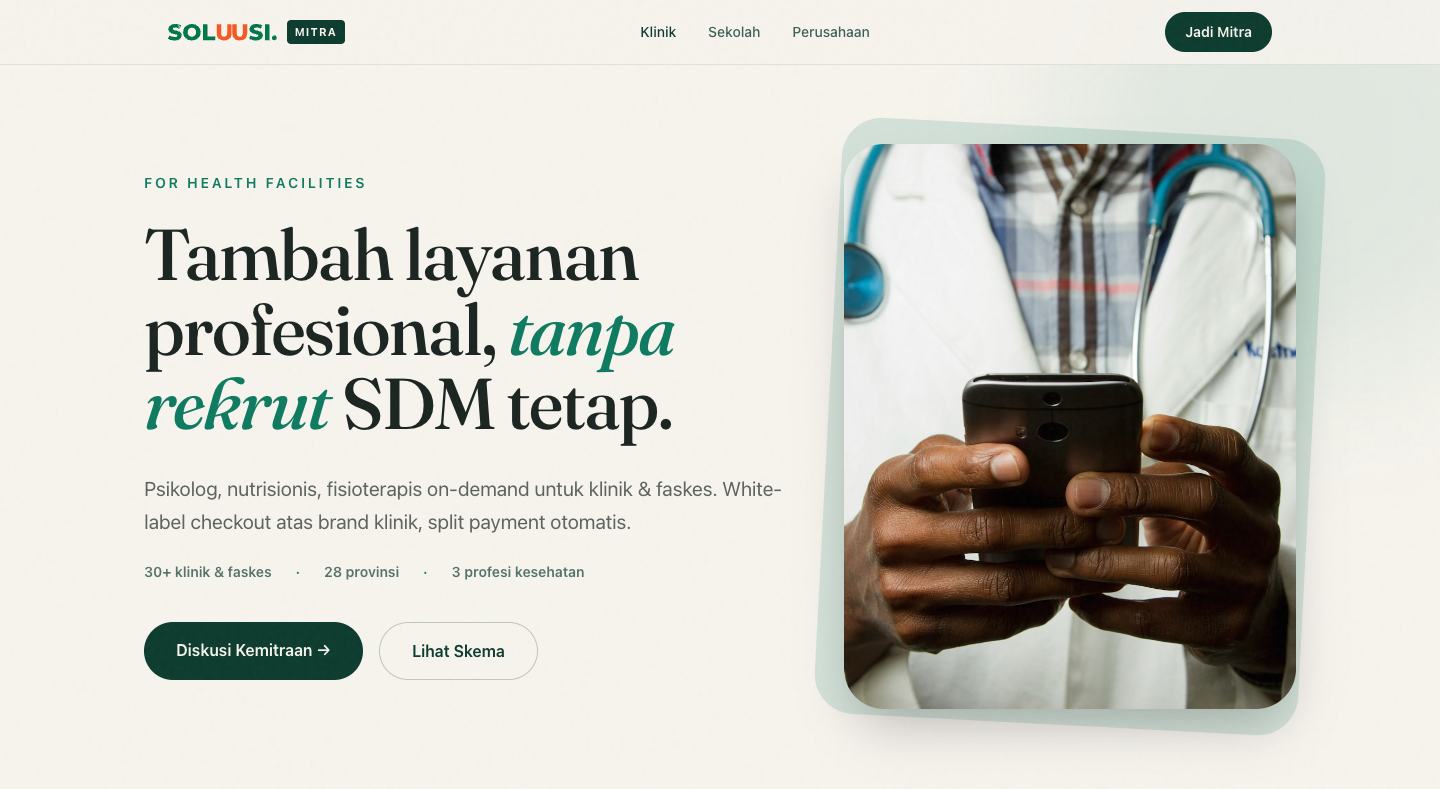 SOLUUSI. MITRA
Klinik Sekolah Perusahaan
Jadi Mitra
FOR HEALTH FACILITIES
Tambah layanan
profesional, tanpa
rekrut SDM tetap.
Psikolog, nutrisionis, fisioterapis on-demand untuk klinik & faskes. White-
label checkout atas brand klinik, split payment otomatis.
30+ klinik & faskes · 28 provinsi · 3 profesi kesehatan
Diskusi Kemitraan →
Lihat Skema